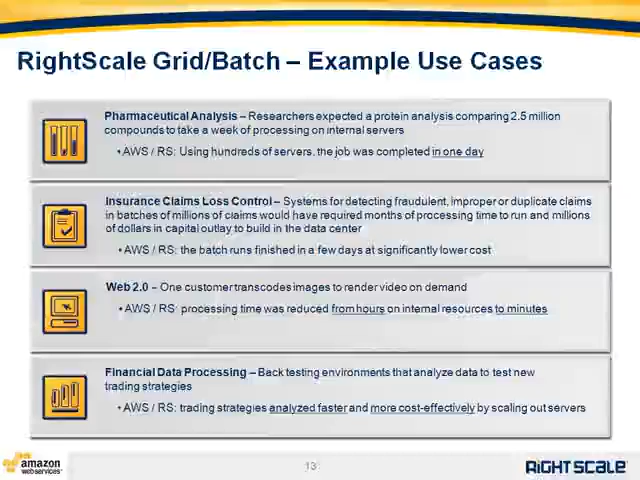 RightScale Grid/Batch – Example Use Cases
Pharmaceutical Analysis – Researchers expected a protein analysis comparing 2.5 million
compounds to take a week of processing on internal servers
• AWS / RS: Using hundreds of servers, the job was completed in one day
Insurance Claims Loss Control – Systems for detecting fraudulent, improper or duplicate claims
in batches of millions of claims would have required months of processing time to run and millions
of dollars in capital outlay to build in the data center
• AWS / RS: the batch runs finished in a few days at significantly lower cost
Web 2.0 – One customer transcodes images to render video on demand
• AWS / RS: processing time was reduced from hours on internal resources to minutes
Financial Data Processing – Back testing environments that analyze data to test new
trading strategies
• AWS / RS: trading strategies analyzed faster and more cost-effectively by scaling out servers
amazon
web services
13
RIGHTSCALE